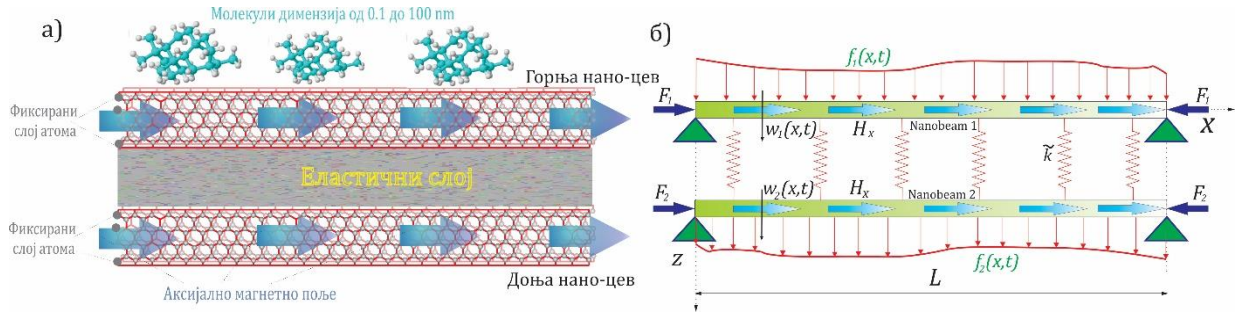 а)
Молекули димензија од 0.1 до 100 nm
Горња нано-цев
Фиксирани
слој атома
Еластични слој
Фиксирани
слој атома
Доња нано-цев
Аксијално магнетно поље
б)
f₁(x,t)
F₁
F₁
w₁(x,t)
Hₓ
Nanobeam 1
X
k̃
F₂
w₂(x,t)
Hₓ
Nanobeam 2
F₂
z
f₂(x,t)
L